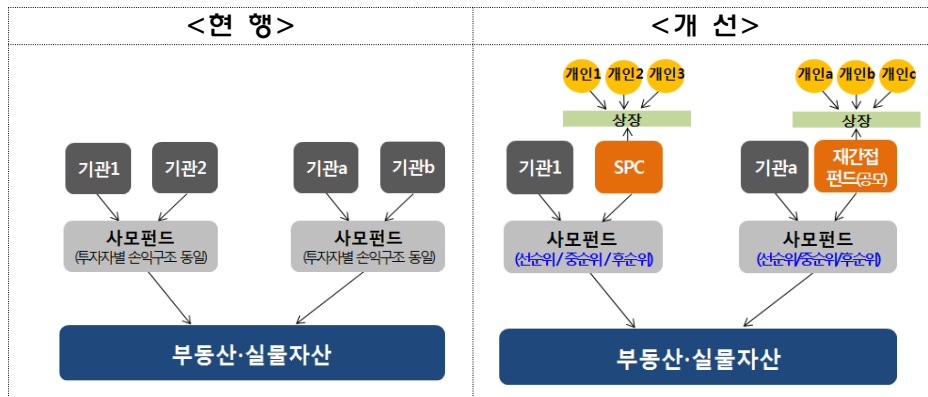 <현 행>
<개 선>
개인1 개인2 개인3
개인a 개인b 개인c
상장
상장
기관1 기관2 기관a 기관b
기관1 SPC
기관a 재간접
펀드(공모)
사모펀드
(투자자별 손익구조 동일)
사모펀드
(투자자별 손익구조 동일)
사모펀드
(선순위 / 중순위 / 후순위)
사모펀드
(선순위/중순위/후순위)
부동산·실물자산
부동산·실물자산